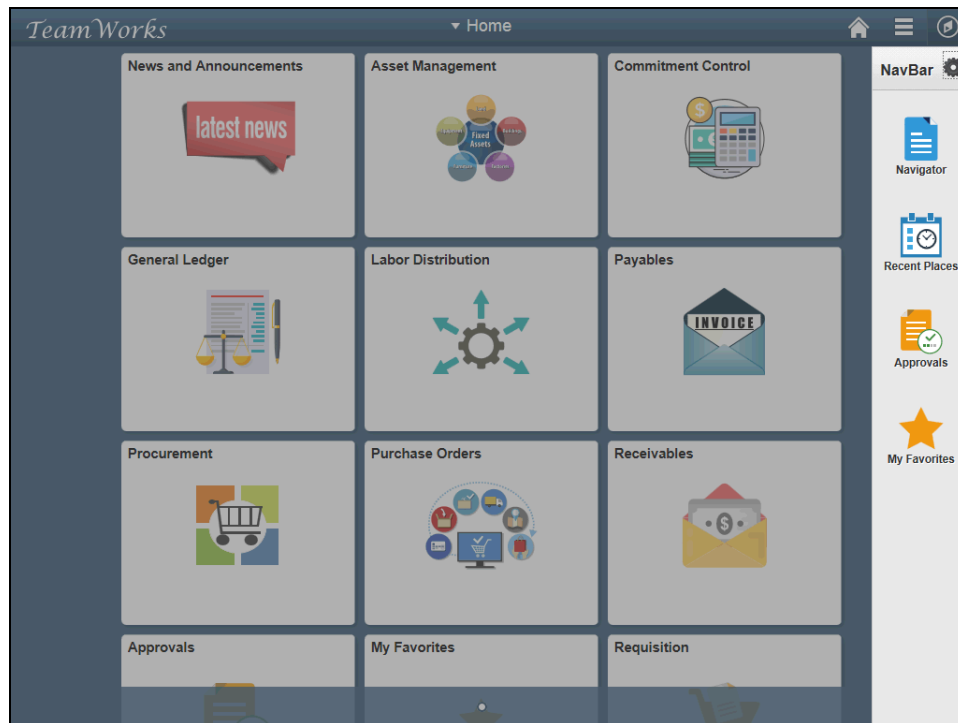 TeamWorks
Home
NavBar
News and Announcements
latest news
Asset Management
Fixed
Assets
Commitment Control
Navigator
General Ledger
Labor Distribution
Payables
INVOICE
Recent Places
Approvals
Procurement
Purchase Orders
Receivables
$
My Favorites
Approvals
My Favorites
Requisition